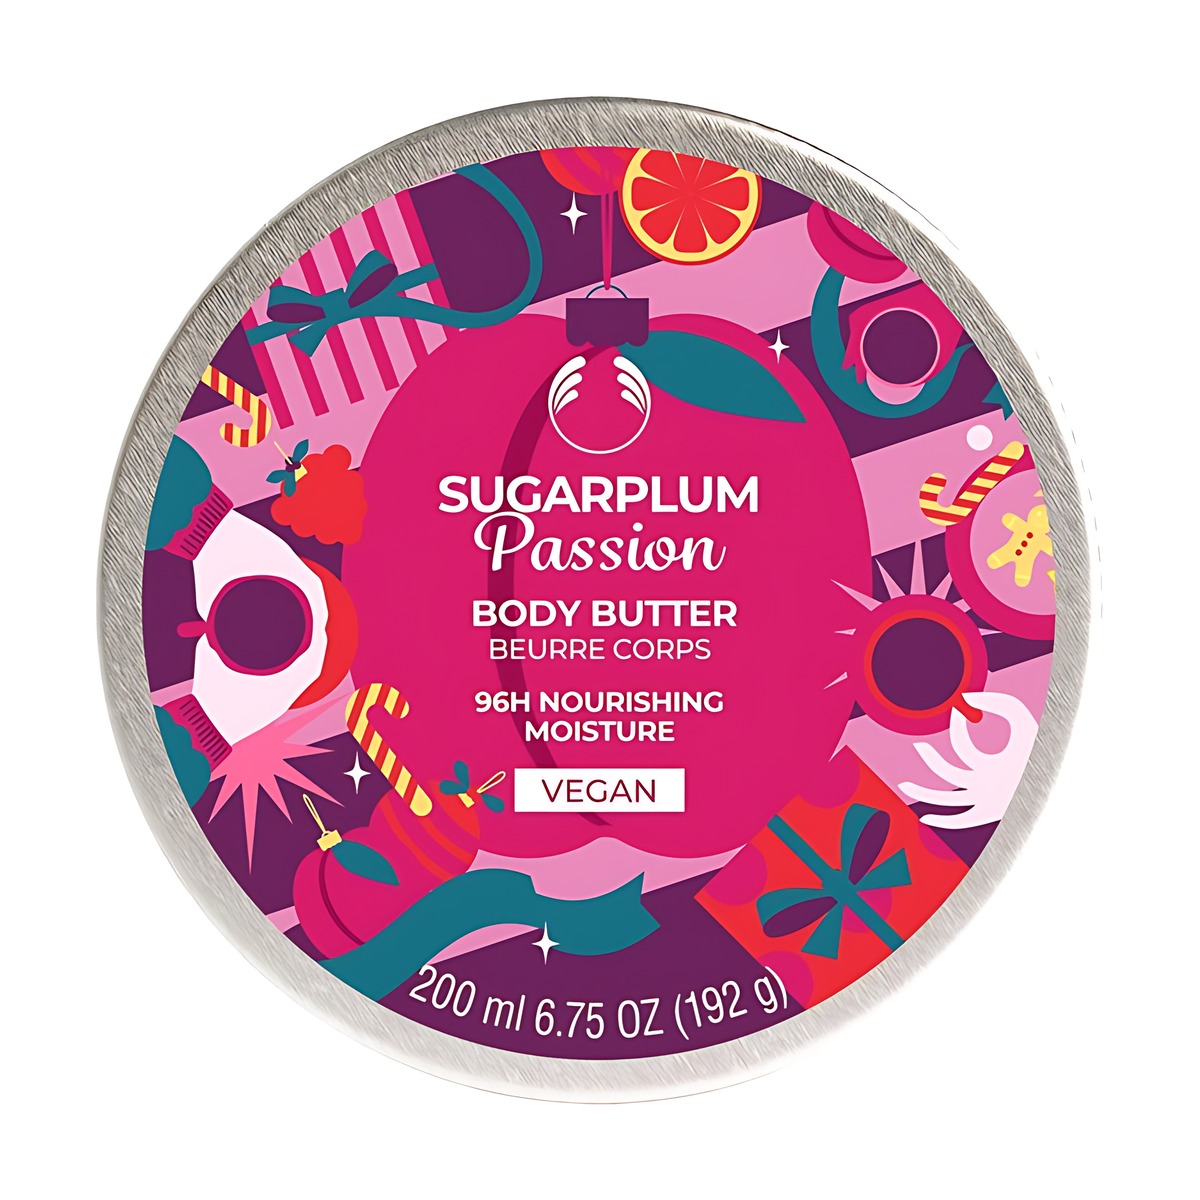 SUGARPLUM
Passion
BODY BUTTER
BEURRE CORPS
96H NOURISHING
MOISTURE
VEGAN
200 ml 6.75 OZ (192 g)